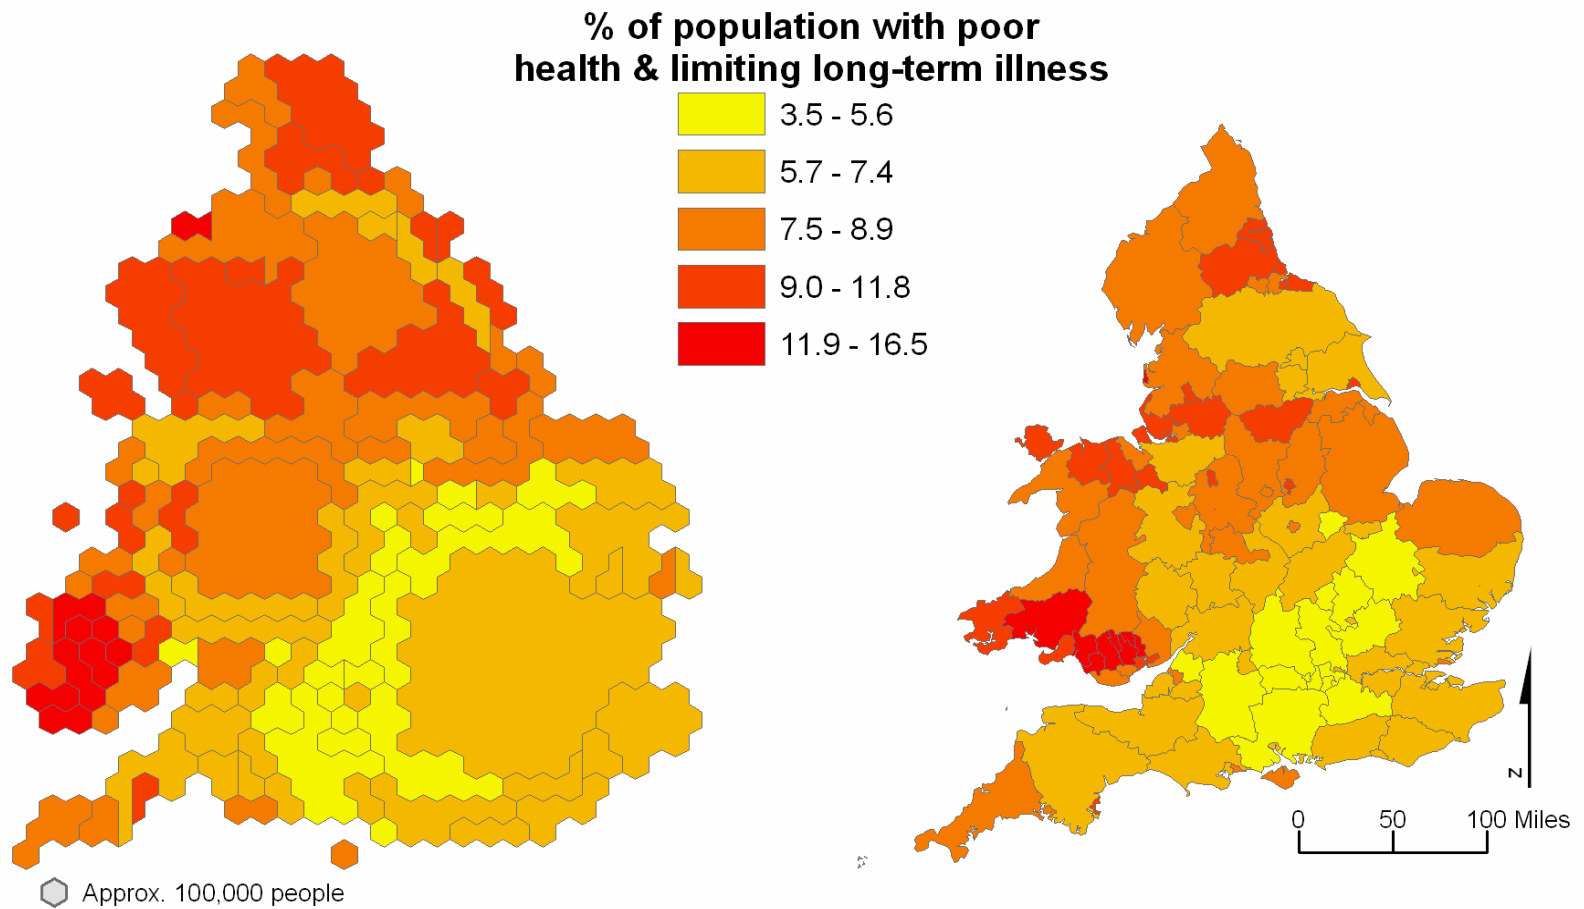 % of population with poor
health & limiting long-term illness
3.5 - 5.6
5.7 - 7.4
7.5 - 8.9
9.0 - 11.8
11.9 - 16.5
N
0 50 100 Miles
Approx. 100,000 people